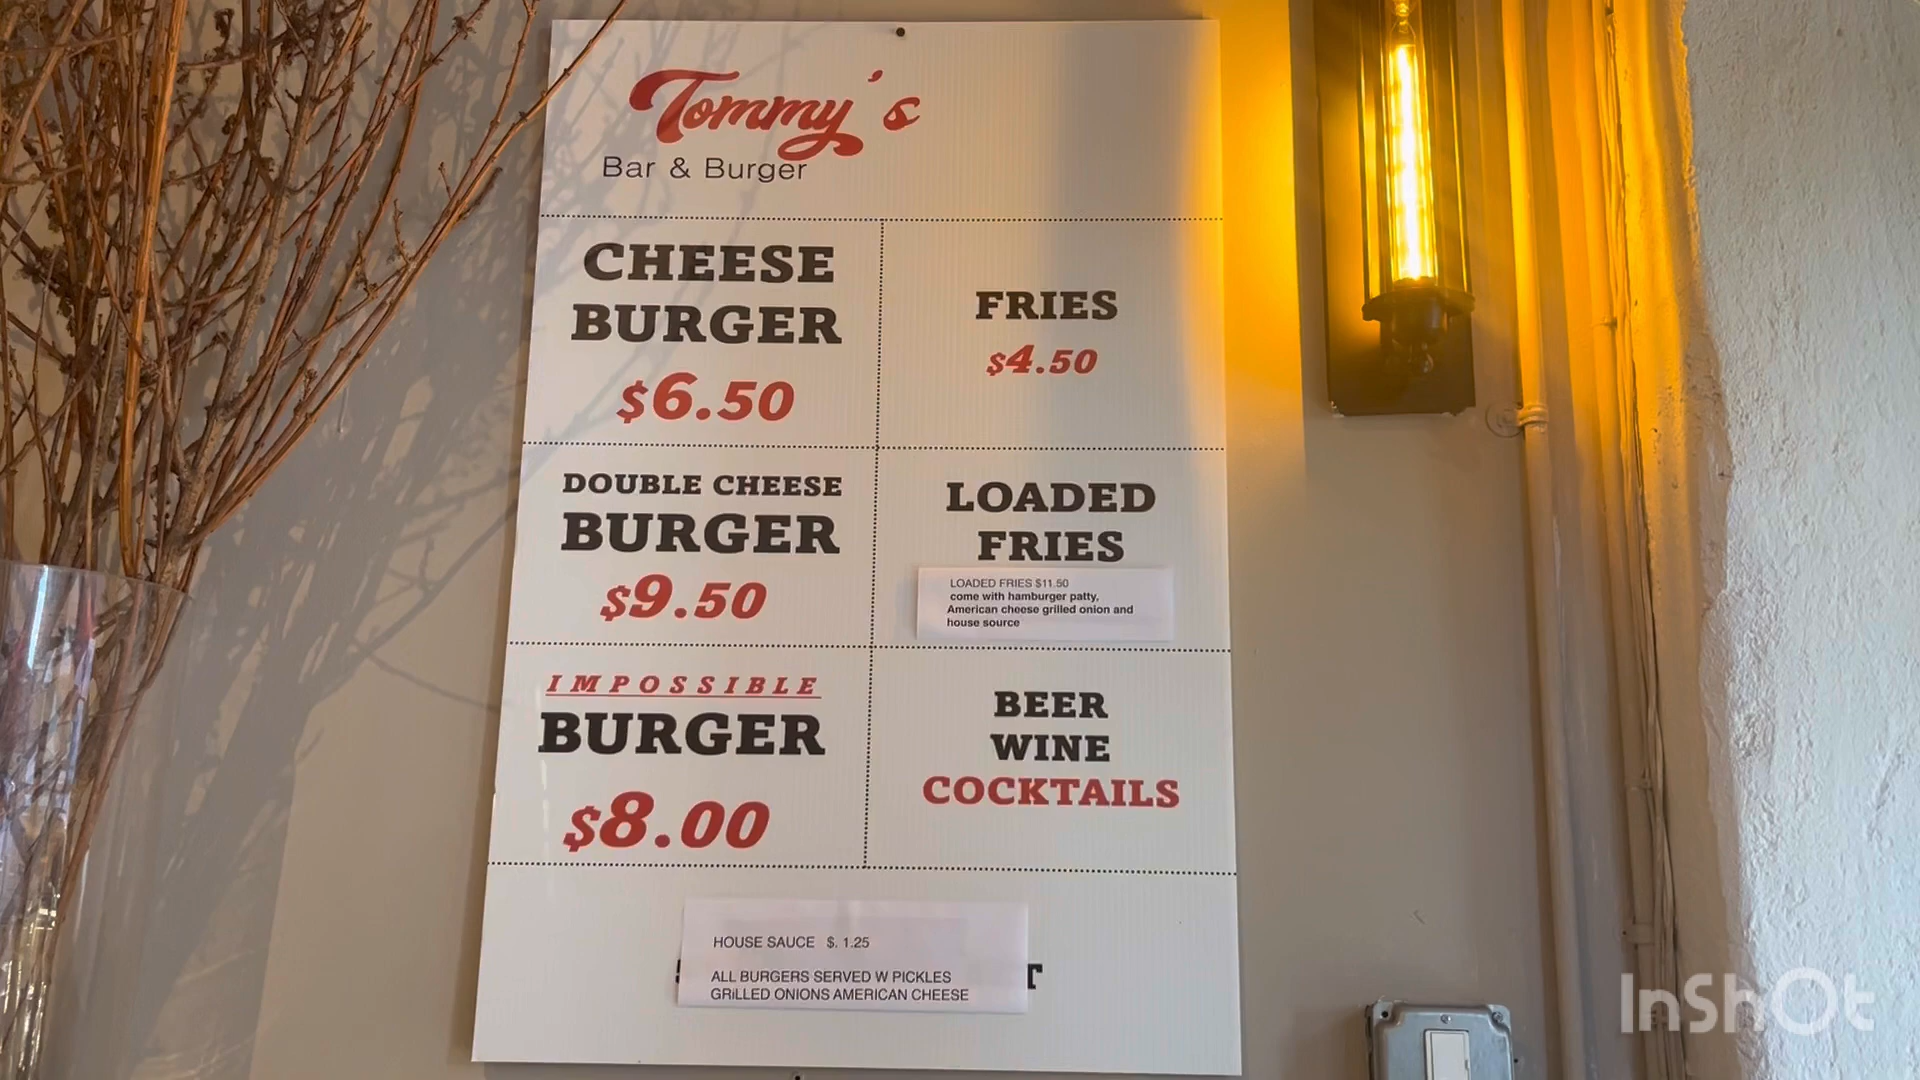 Tommy's
Bar & Burger
CHEESE
BURGER
$6.50
FRIES
$4.50
DOUBLE CHEESE
BURGER
$9.50
LOADED
FRIES
LOADED FRIES $11.50
come with hamburger patty,
American cheese grilled onion and
house source
IMPOSSIBLE
BURGER
$8.00
BEER
WINE
COCKTAILS
HOUSE SAUCE $. 1.25
ALL BURGERS SERVED W PICKLES
GRiLLED ONIONS AMERICAN CHEESE
InShOt